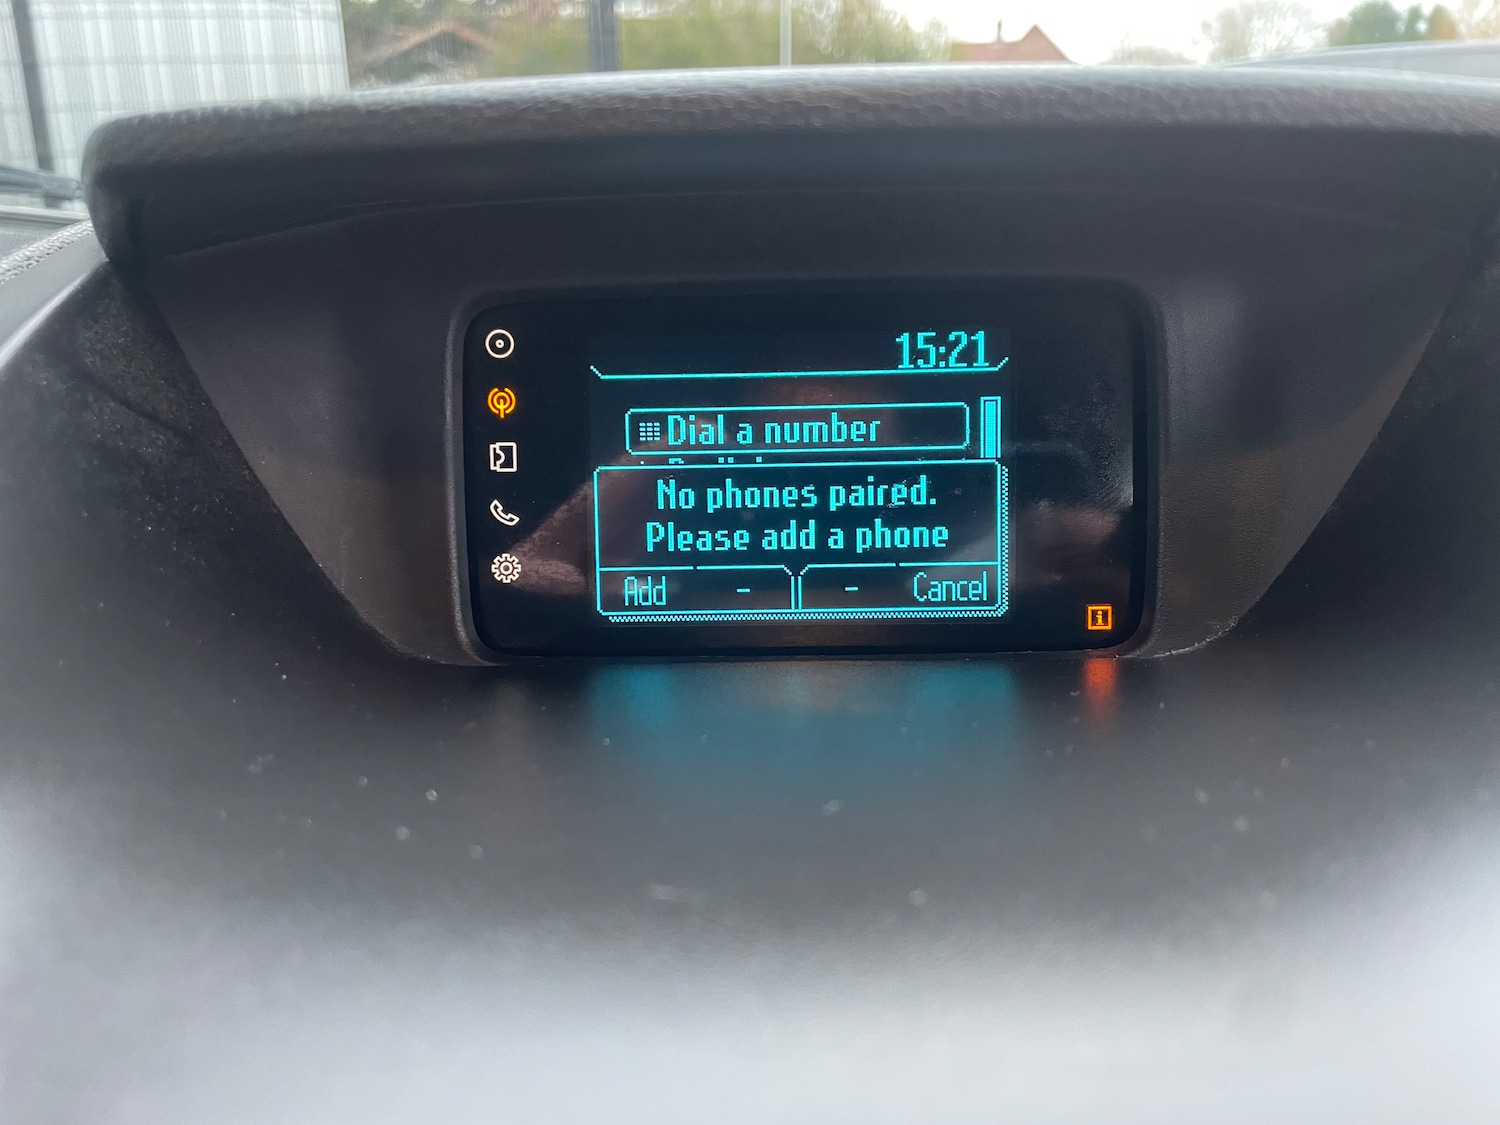 15:21
Dial a number
No phones paired.
Please add a phone
Add - - Cancel
i